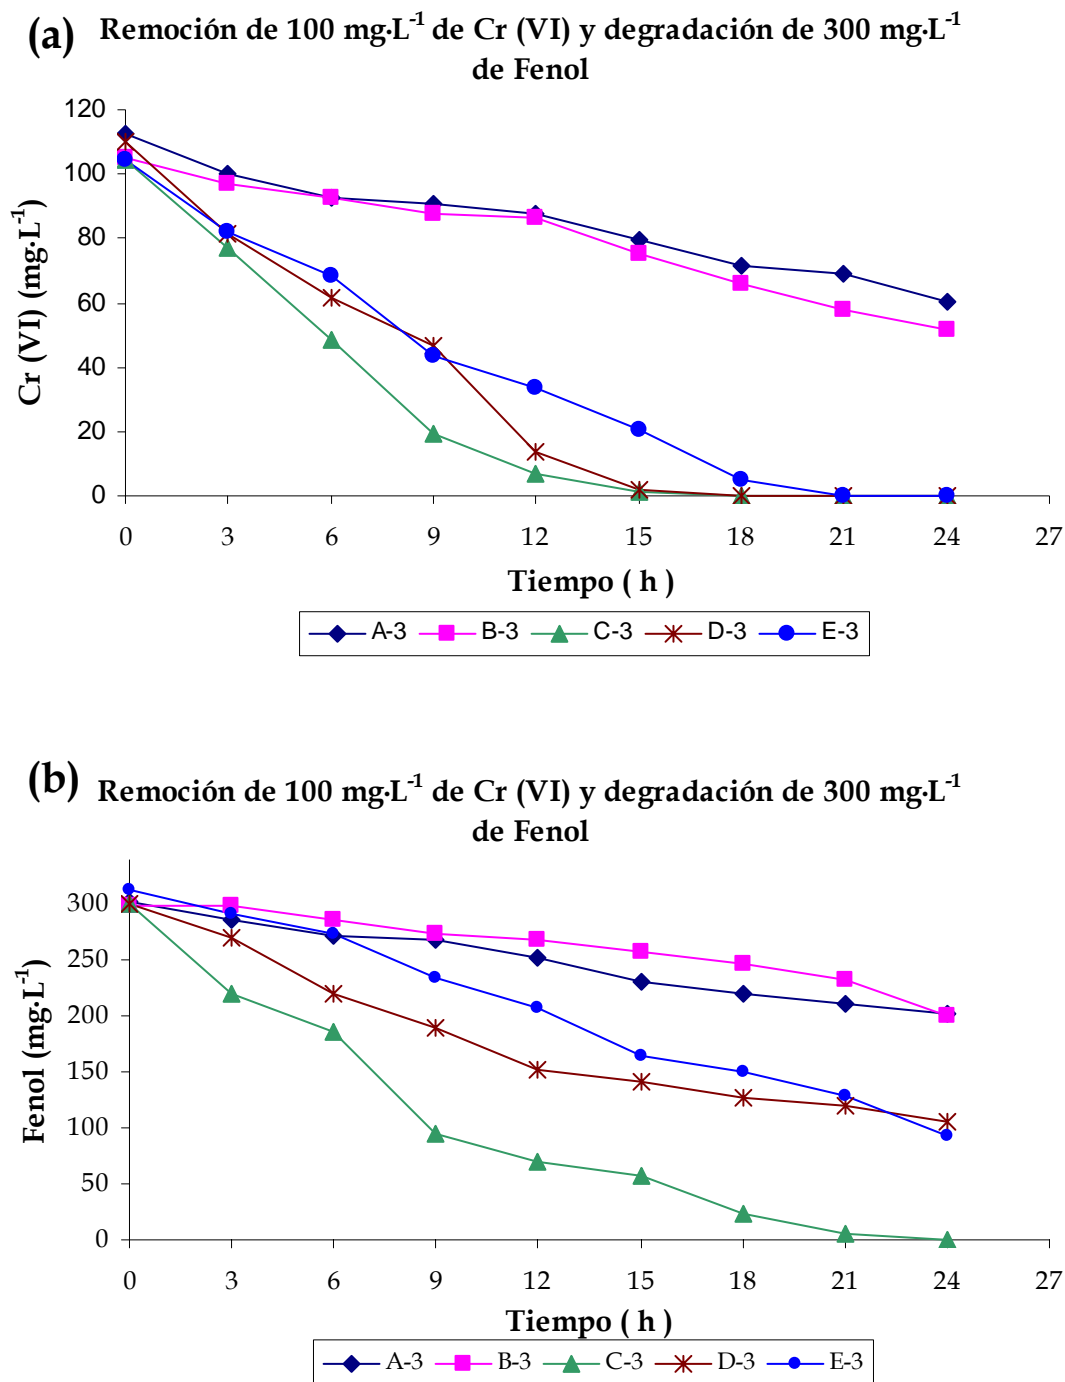 (a) Remoción de 100 mg·L-1 de Cr (VI) y degradación de 300 mg·L-1
de Fenol
120
100
80
60
40
20
0
Cr (VI) (mg·L-1)
0 3 6 9 12 15 18 21 24 27
Tiempo ( h )
A-3 B-3 C-3 D-3 E-3
(b) Remoción de 100 mg·L-1 de Cr (VI) y degradación de 300 mg·L-1
de Fenol
300
250
200
150
100
50
0
Fenol (mg·L-1)
0 3 6 9 12 15 18 21 24 27
Tiempo ( h )
A-3 B-3 C-3 D-3 E-3